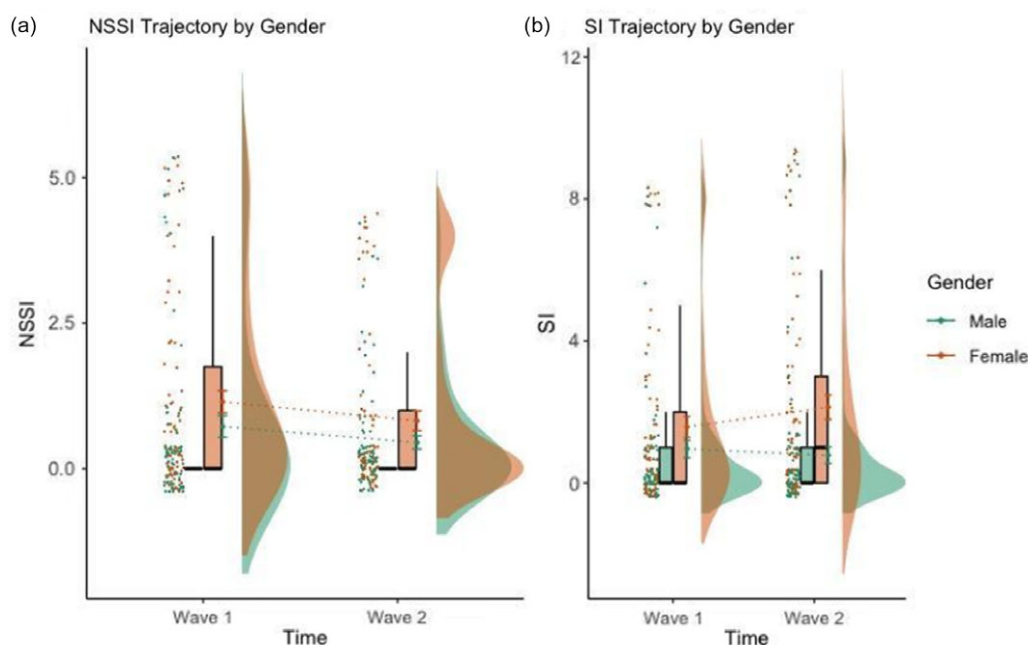 (a) NSSI Trajectory by Gender
5.0
2.5
0.0
NSSI
Wave 1 Wave 2
Time
(b) SI Trajectory by Gender
12
8
4
0
SI
Wave 1 Wave 2
Time
Gender
Male
Female